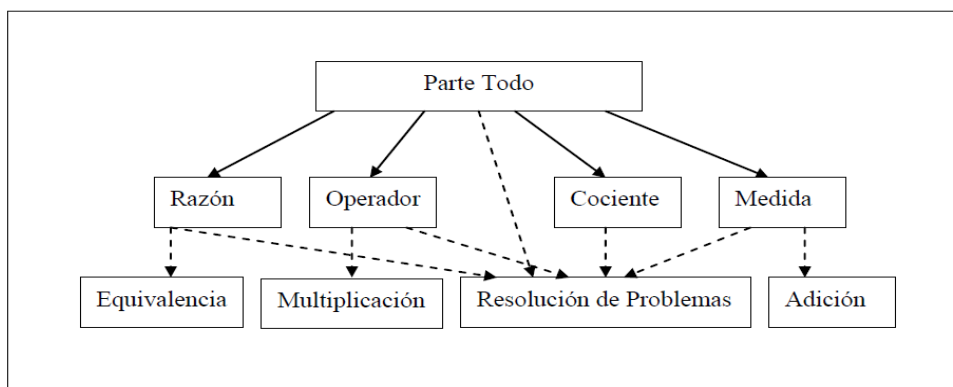 Parte Todo
Razón
Operador
Cociente
Medida
Equivalencia
Multiplicación
Resolución de Problemas
Adición